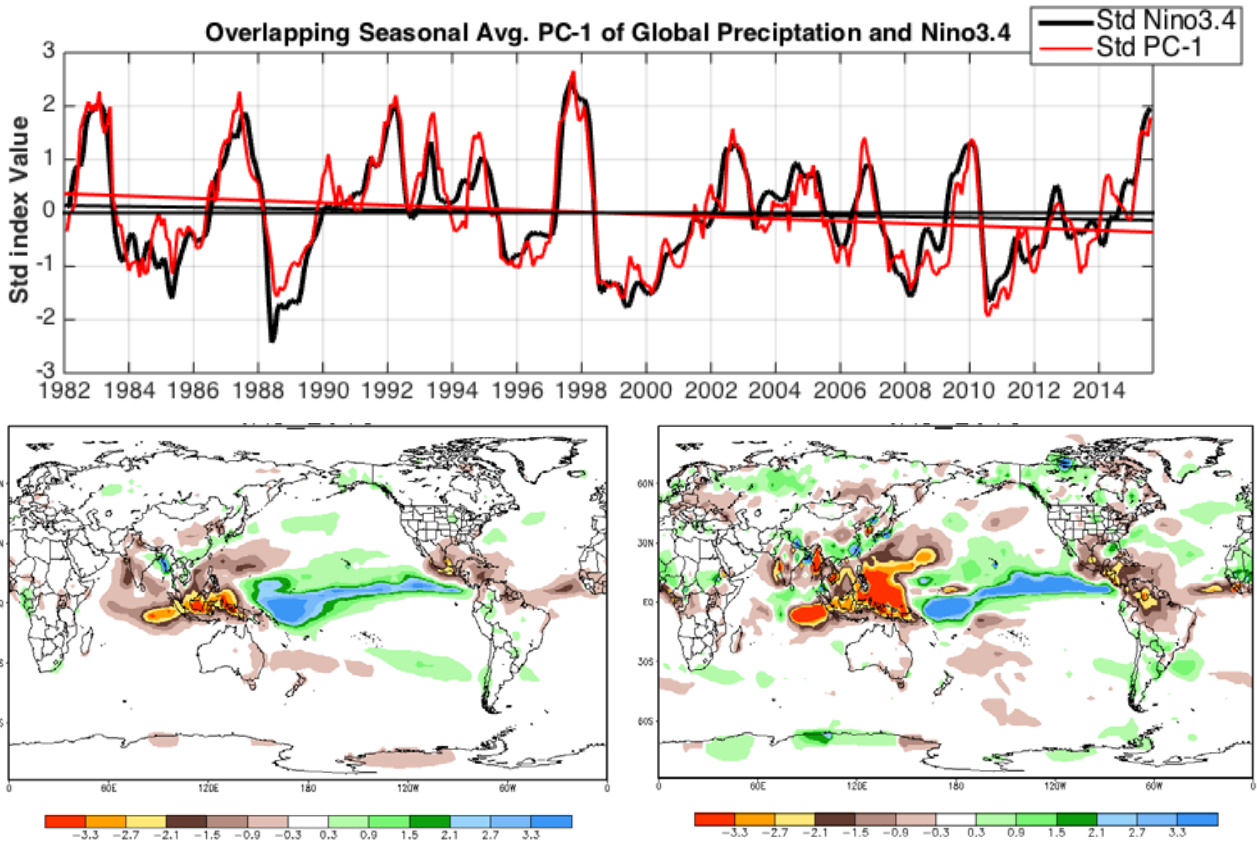 Overlapping Seasonal Avg. PC-1 of Global Preciptation and Nino3.4
Std Nino3.4
Std PC-1
Std index Value
3
2
1
0
-1
-2
-3
1982 1984 1986 1988 1990 1992 1994 1996 1998 2000 2002 2004 2006 2008 2010 2012 2014
60N
30N
EQ
30S
60S
0 60E 120E 180 120W 60W 0
0 60E 120E 180 120W 60W 0
-3.3 -2.7 -2.1 -1.5 -0.9 -0.3 0.3 0.9 1.5 2.1 2.7 3.3
-3.3 -2.7 -2.1 -1.5 -0.9 -0.3 0.3 0.9 1.5 2.1 2.7 3.3